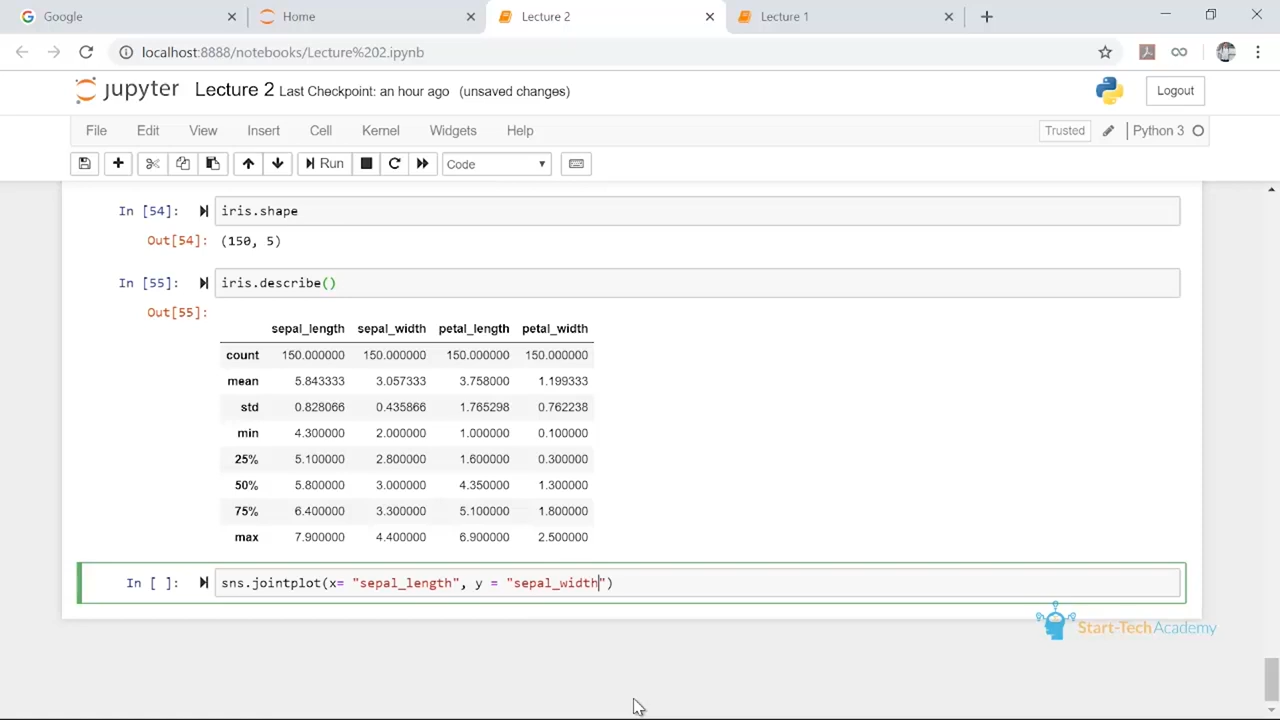 Google
Home
Lecture 2
Lecture 1
localhost:8888/notebooks/Lecture%202.ipynb
jupyter Lecture 2 Last Checkpoint: an hour ago (unsaved changes)
Logout
File Edit View Insert Cell Kernel Widgets Help
Trusted
Python 3
Run
Code
In [54]: iris.shape
Out[54]: (150, 5)
In [55]: iris.describe()
Out[55]:
sepal_length sepal_width petal_length petal_width
count 150.000000 150.000000 150.000000 150.000000
mean 5.843333 3.057333 3.758000 1.199333
std 0.828066 0.435866 1.765298 0.762238
min 4.300000 2.000000 1.000000 0.100000
25% 5.100000 2.800000 1.600000 0.300000
50% 5.800000 3.000000 4.350000 1.300000
75% 6.400000 3.300000 5.100000 1.800000
max 7.900000 4.400000 6.900000 2.500000
In [ ]: sns.jointplot(x= "sepal_length", y = "sepal_width")
Start-TechAcademy